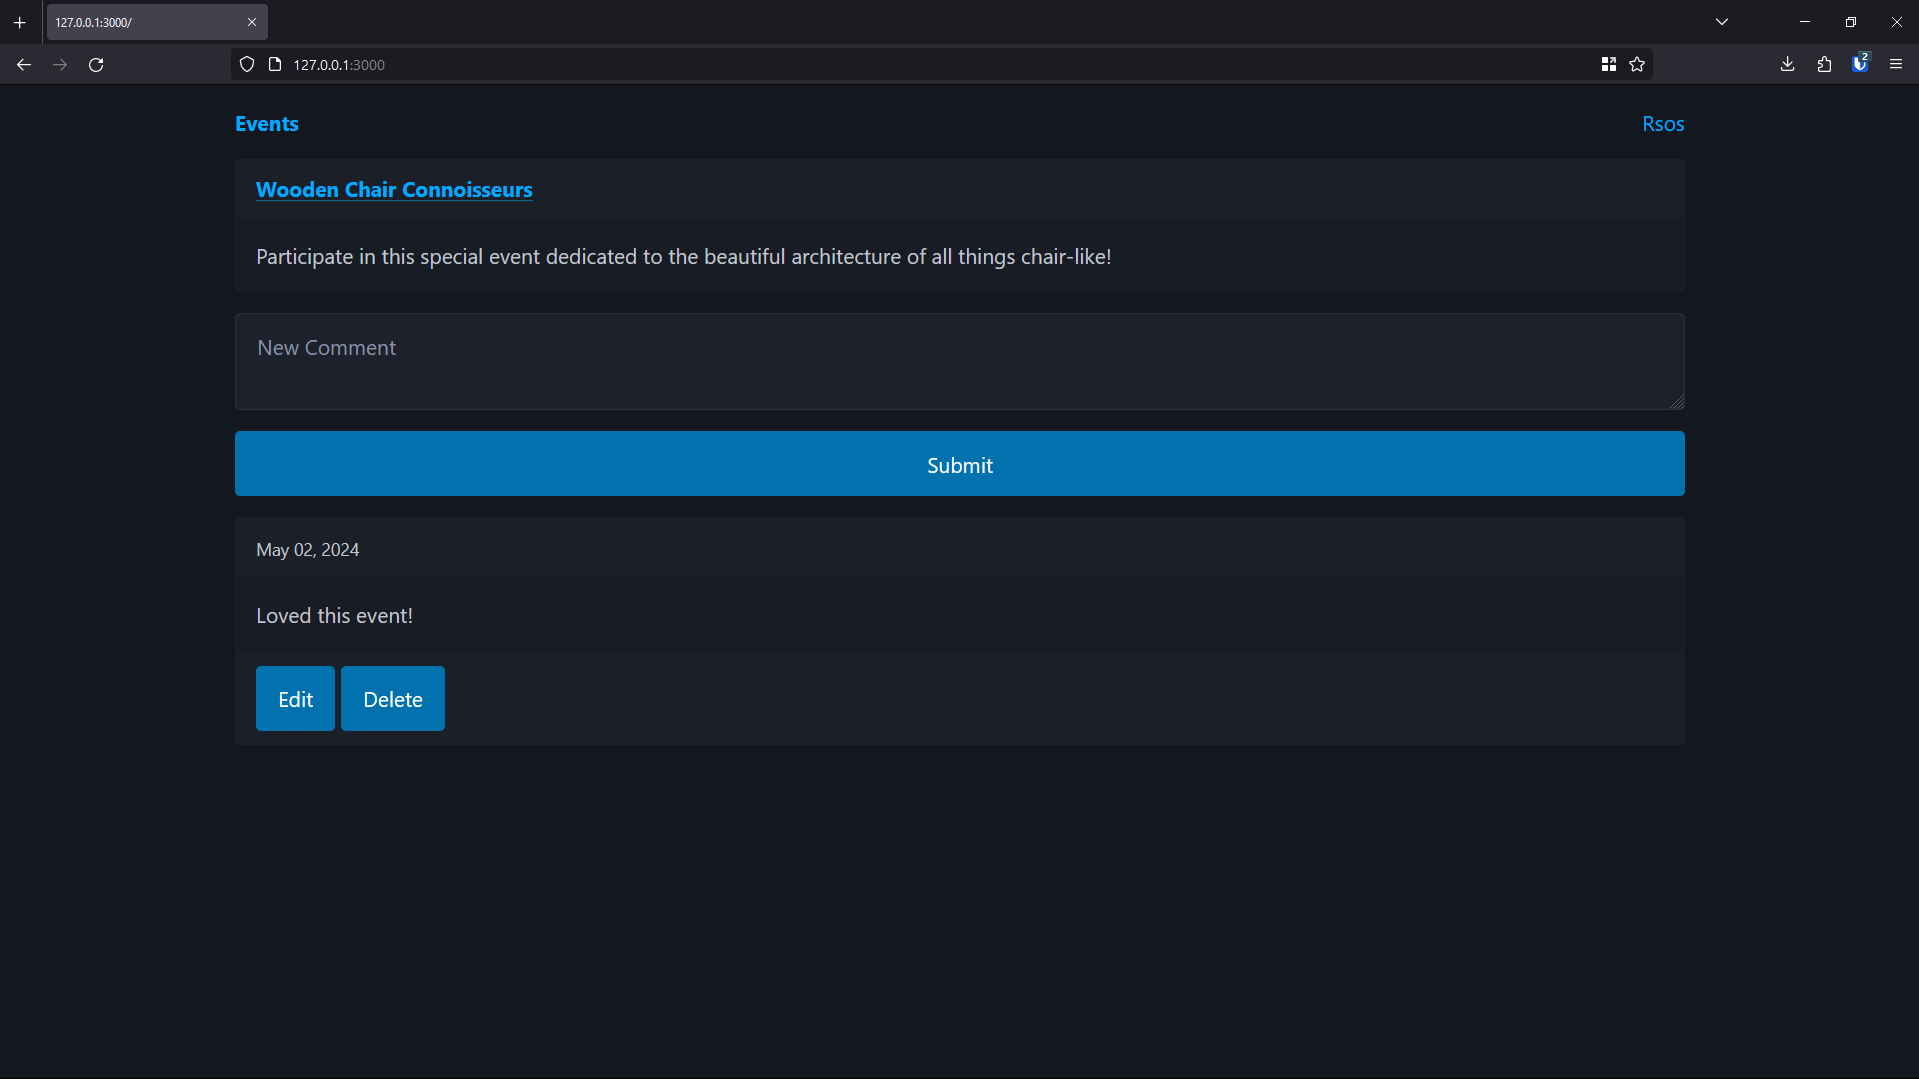 127.0.0.1:3000/
127.0.0.1:3000
2
Events
Rsos
Wooden Chair Connoisseurs
Participate in this special event dedicated to the beautiful architecture of all things chair-like!
New Comment
Submit
May 02, 2024
Loved this event!
Edit
Delete